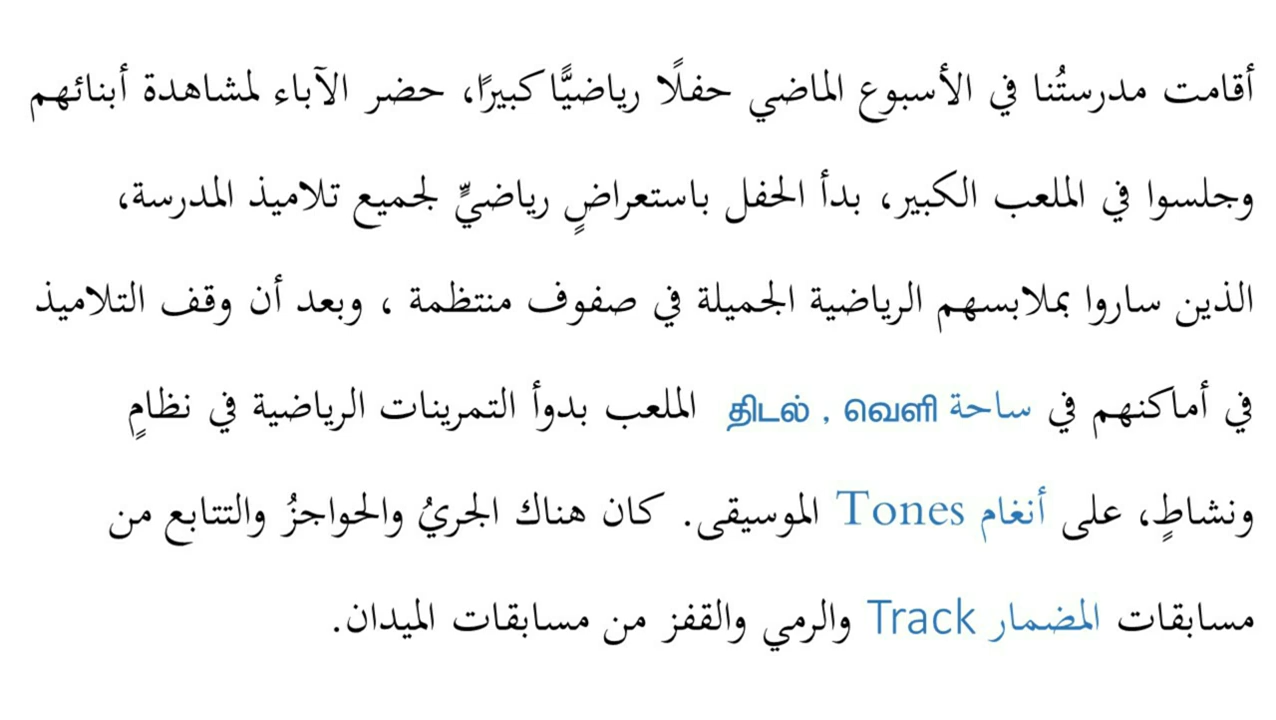 أقامت مدرستُنا في الأسبوع الماضي حفلًا رياضيًّا كبيرًا، حضر الآباء لمشاهدة أبنائهم
وجلسوا في الملعب الكبير، بدأ الحفل باستعراضٍ رياضيٍّ لجميع تلاميذ المدرسة،
الذين ساروا بملابسهم الرياضية الجميلة في صفوف منتظمة ، وبعد أن وقف التلاميذ
في أماكنهم في ساحة திடல் , வெளி الملعب بدوأ التمرينات الرياضية في نظامٍ
ونشاطٍ، على أنغام Tones الموسيقى. كان هناك الجريُ والحواجزُ والتتابع من
مسابقات المضمار Track والرمي والقفز من مسابقات الميدان.